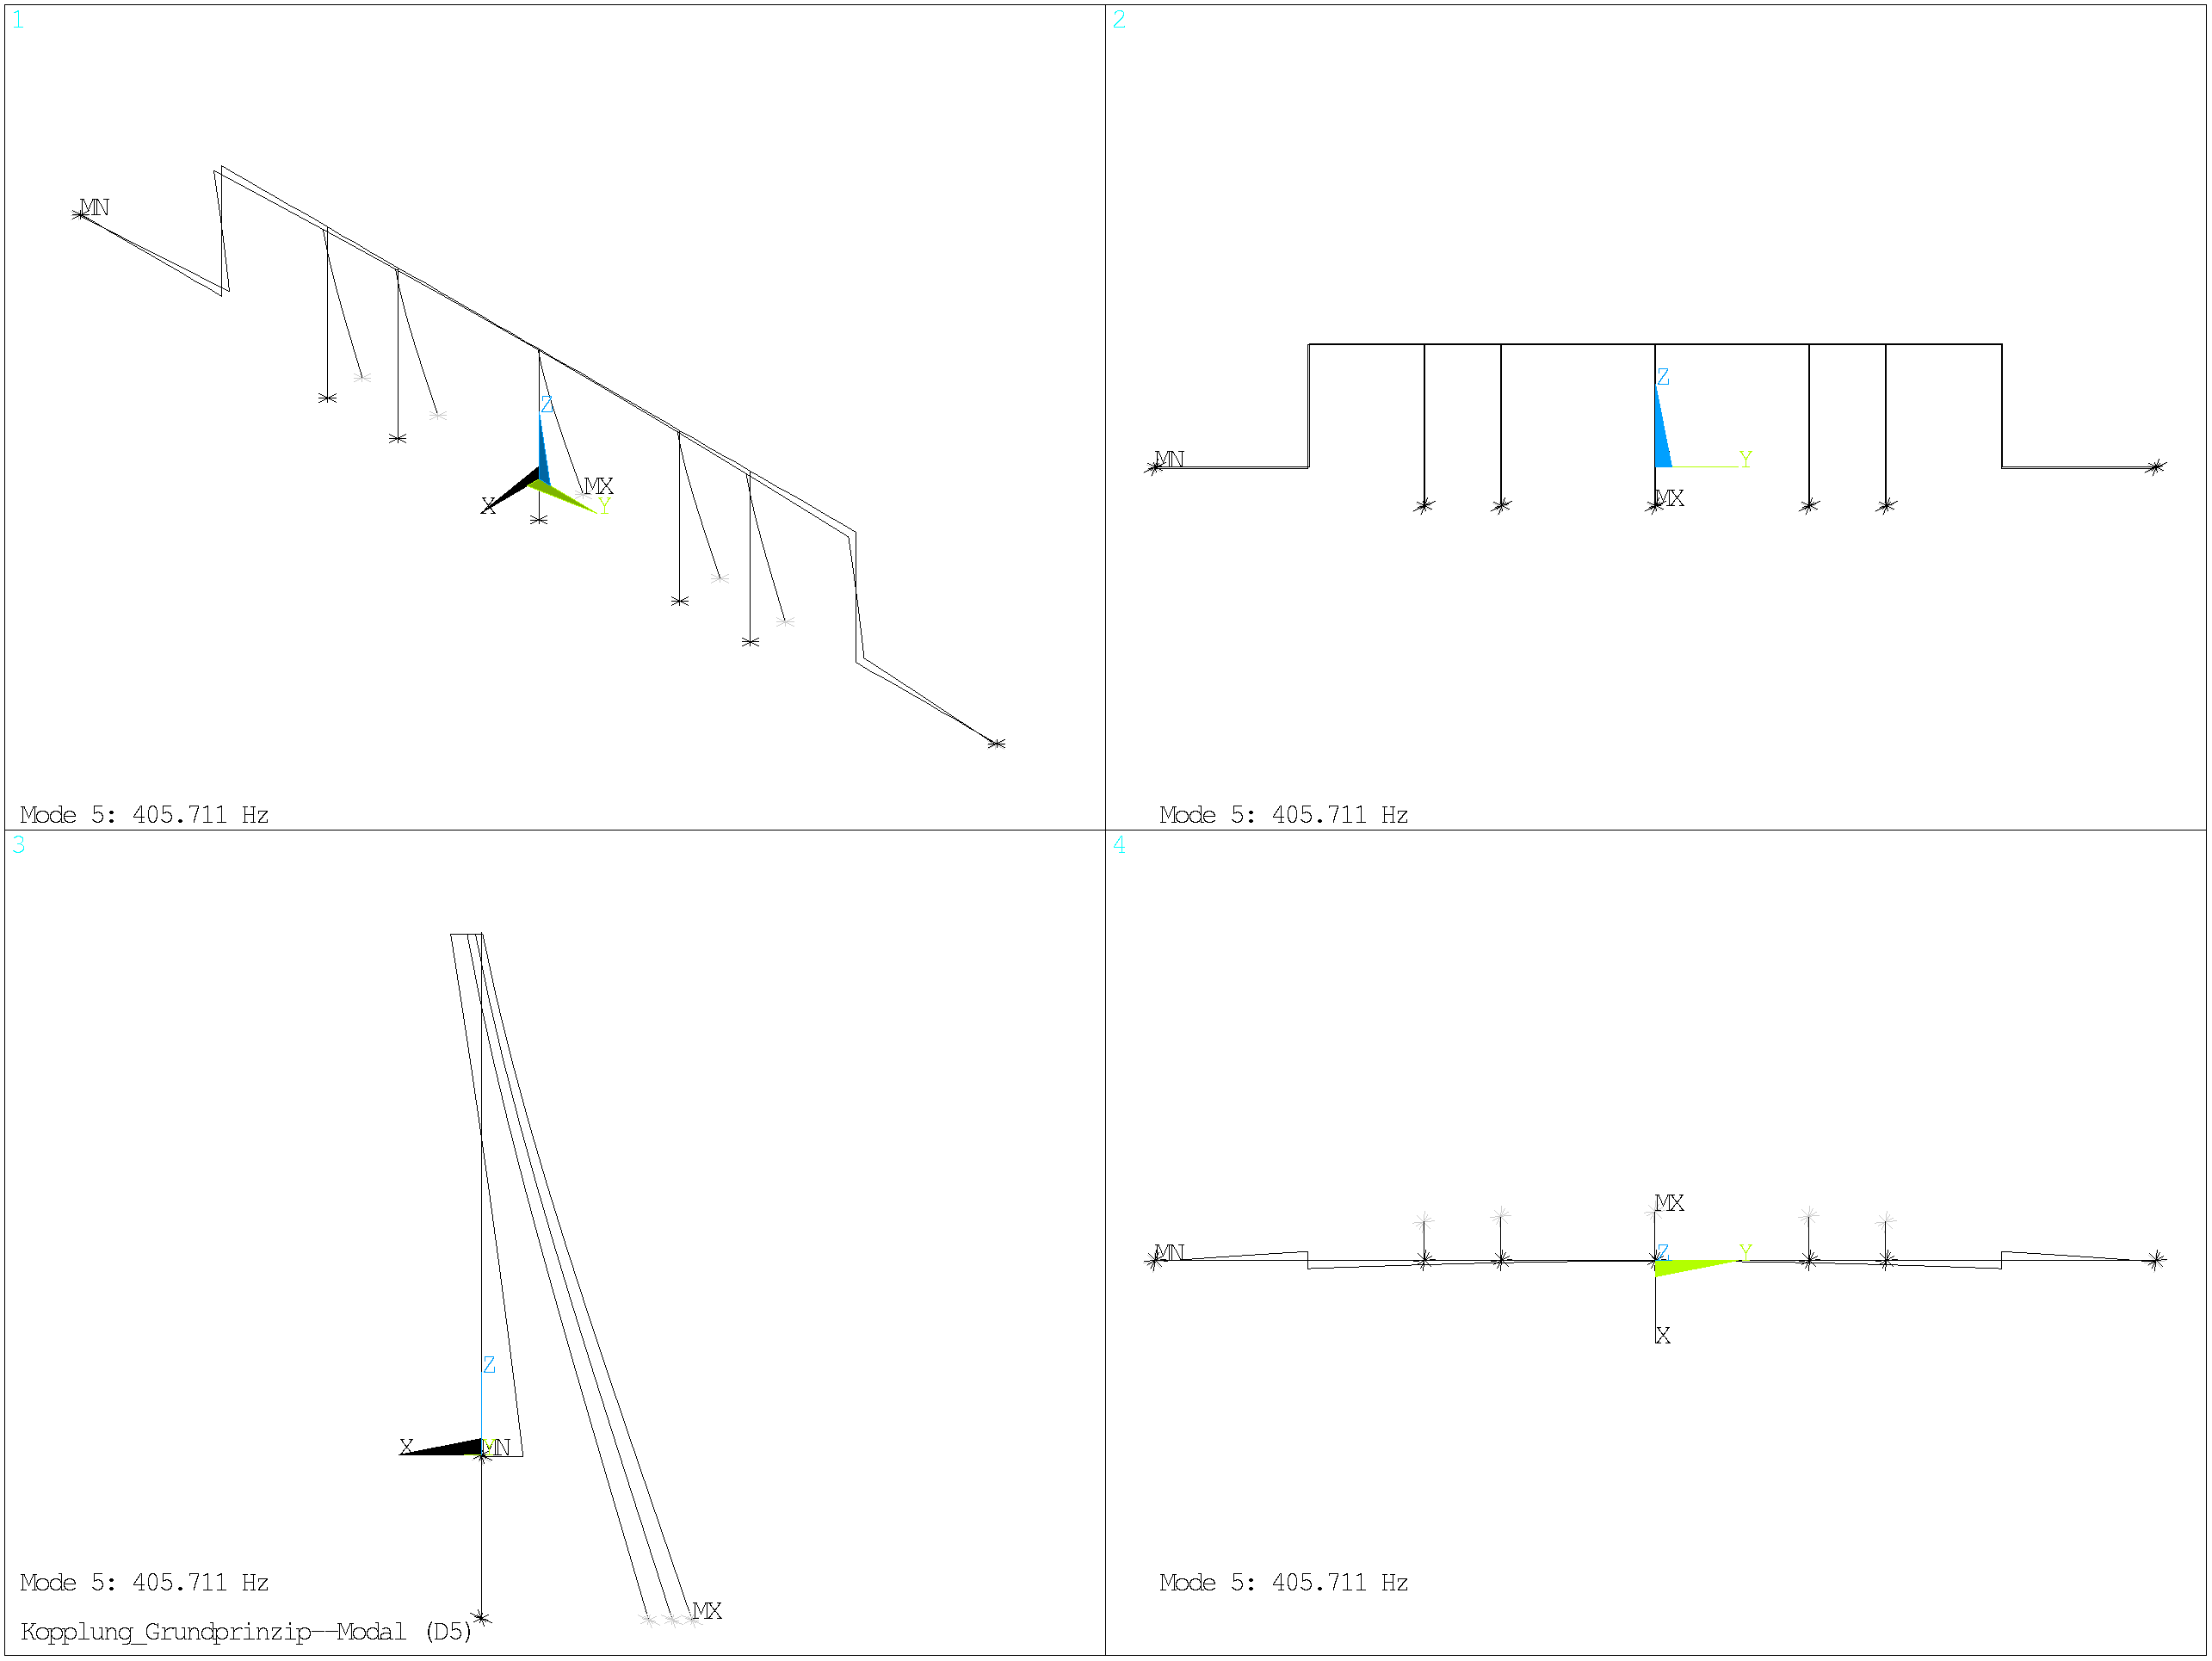 1
MN
Z
MX
X
Y
Mode 5: 405.711 Hz
2
Z
MN
Y
MX
Mode 5: 405.711 Hz
3
Z
X
MN
MX
Mode 5: 405.711 Hz
Kopplung_Grundprinzip--Modal (D5)
4
MX
MN
Z
Y
X
Mode 5: 405.711 Hz